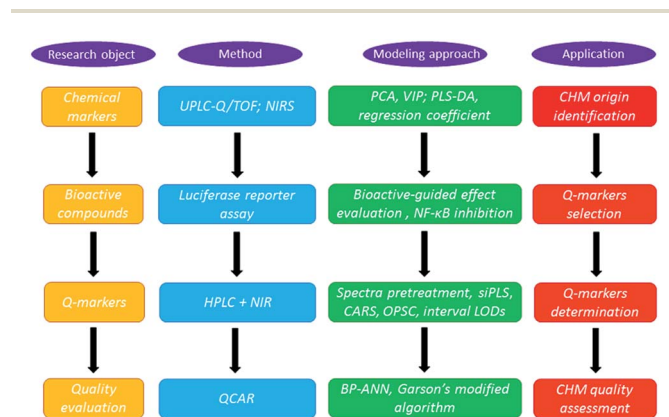 Research object
Method
Modeling approach
Application
Chemical
markers
UPLC-Q/TOF; NIRS
PCA, VIP; PLS-DA,
regression coefficient
CHM origin
identification
Bioactive
compounds
Luciferase reporter
assay
Bioactive-guided effect
evaluation , NF-κB inhibition
Q-markers
selection
Q-markers
HPLC + NIR
Spectra pretreatment, siPLS,
CARS, OPSC, interval LODs
Q-markers
determination
Quality
evaluation
QCAR
BP-ANN, Garson's modified
algorithm
CHM quality
assessment